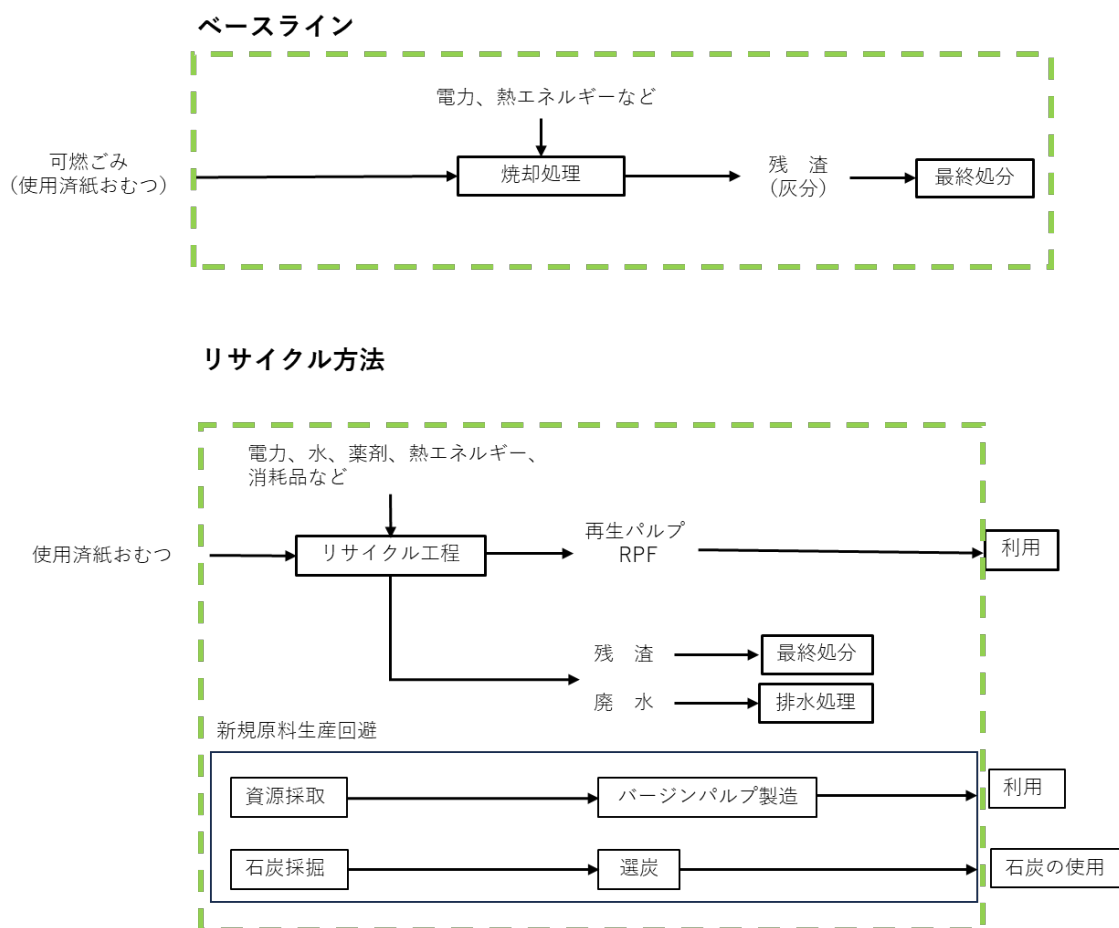 ベースライン
電力、熱エネルギーなど
可燃ごみ
（使用済紙おむつ）
焼却処理
残　渣
（灰分）
最終処分
リサイクル方法
電力、水、薬剤、熱エネルギー、
消耗品など
使用済紙おむつ
リサイクル工程
再生パルプ
RPF
利用
残　渣
最終処分
廃　水
排水処理
新規原料生産回避
資源採取
バージンパルプ製造
利用
石炭採掘
選炭
石炭の使用